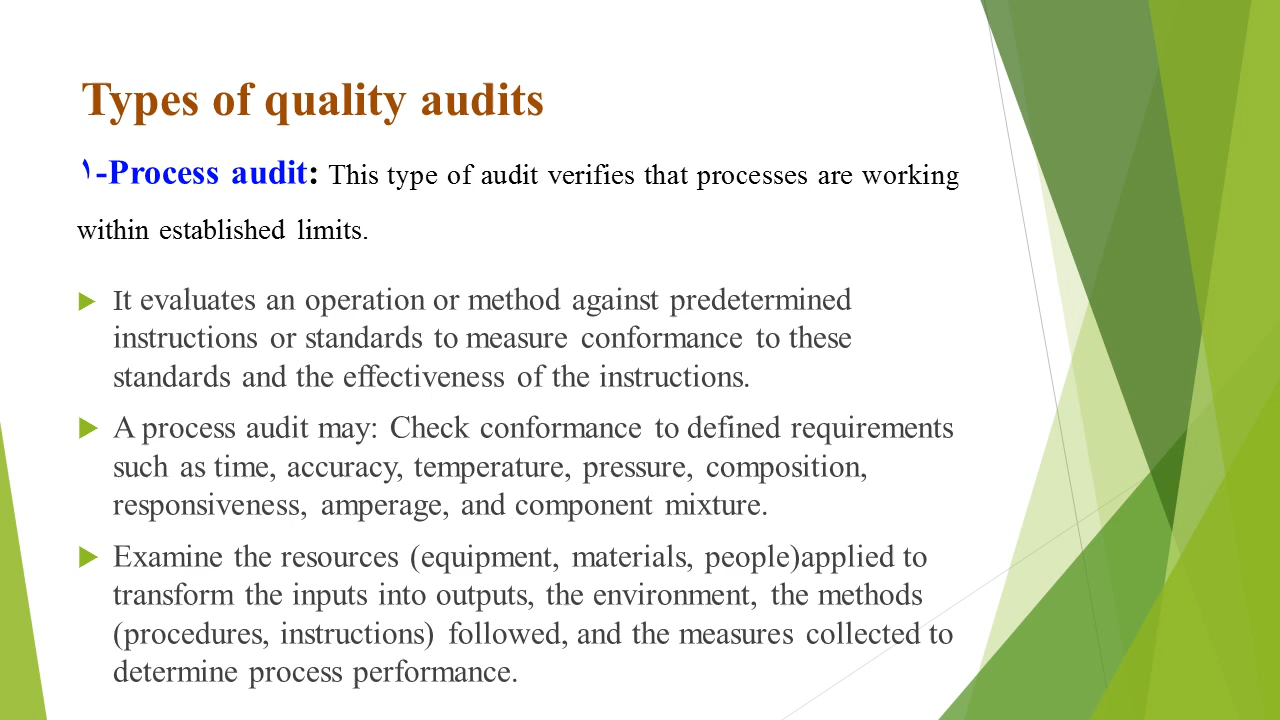 Types of quality audits
١-Process audit: This type of audit verifies that processes are working
within established limits.
It evaluates an operation or method against predetermined
instructions or standards to measure conformance to these
standards and the effectiveness of the instructions.
A process audit may: Check conformance to defined requirements
such as time, accuracy, temperature, pressure, composition,
responsiveness, amperage, and component mixture.
Examine the resources (equipment, materials, people)applied to
transform the inputs into outputs, the environment, the methods
(procedures, instructions) followed, and the measures collected to
determine process performance.